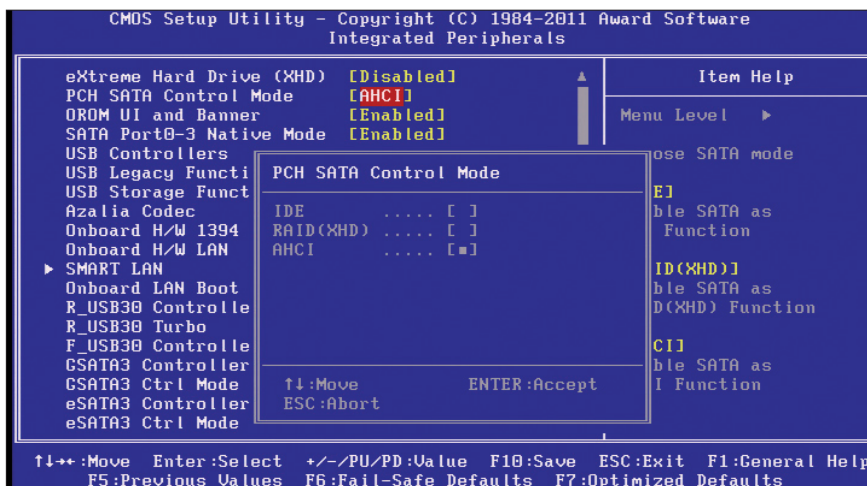 CMOS Setup Utility - Copyright (C) 1984-2011 Award Software
Integrated Peripherals
eXtreme Hard Drive (XHD) [Disabled] ▲
PCH SATA Control Mode [AHCI]
OROM UI and Banner [Enabled]
SATA Port0-3 Native Mode [Enabled]
USB Controllers
USB Legacy Functi
USB Storage Funct
Azalia Codec
Onboard H/W 1394
Onboard H/W LAN
▶ SMART LAN
Onboard LAN Boot
R_USB30 Controlle
R_USB30 Turbo
F_USB30 Controlle
GSATA3 Controller
GSATA3 Ctrl Mode
eSATA3 Controller
eSATA3 Ctrl Mode
PCH SATA Control Mode
IDE ..... [ ]
RAID(XHD) ..... [ ]
AHCI ..... [■]
↑↓:Move ENTER:Accept
ESC:Abort
Item Help
Menu Level ▶
ose SATA mode
E]
ble SATA as
Function
ID(XHD)]
ble SATA as
D(XHD) Function
CI]
ble SATA as
I Function
↑↓→←:Move Enter:Select +/-/PU/PD:Value F10:Save ESC:Exit F1:General Help
F5:Previous Values F6:Fail-Safe Defaults F7:Optimized Defaults